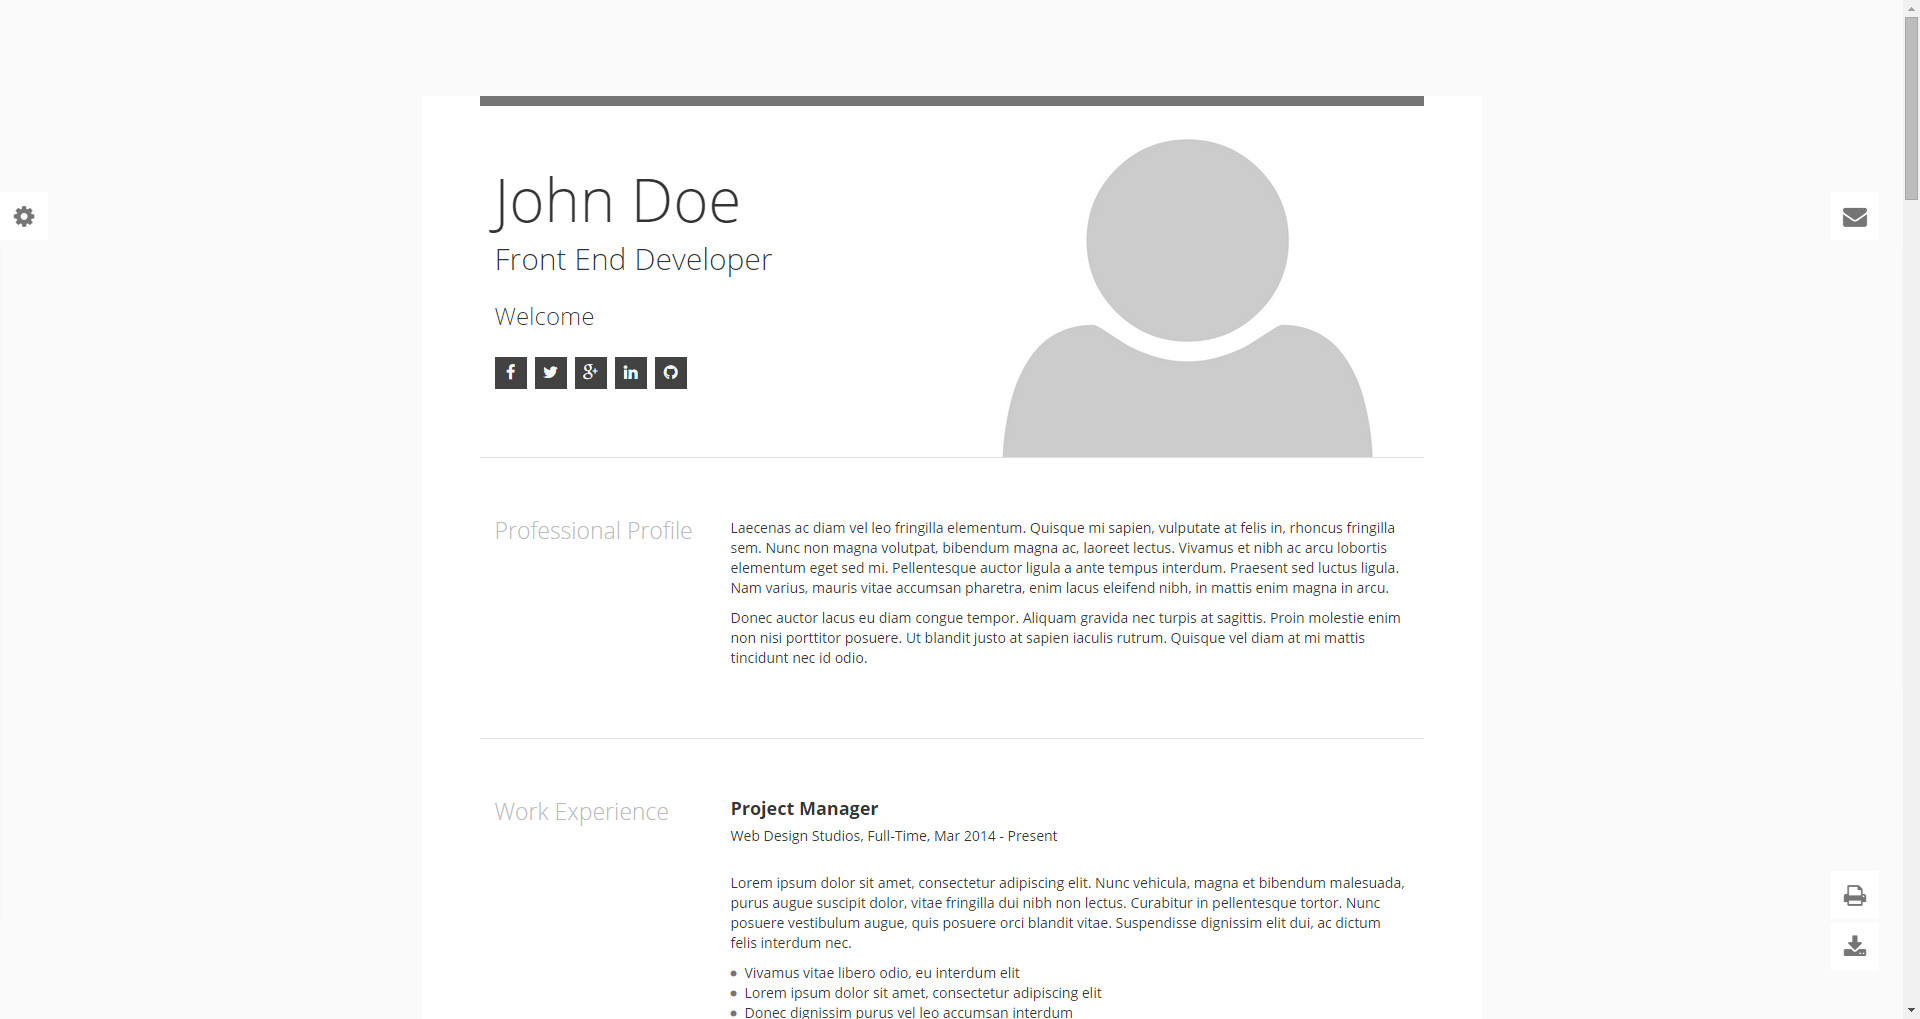 John Doe
Front End Developer
Welcome
Professional Profile
Laecenas ac diam vel leo fringilla elementum. Quisque mi sapien, vulputate at felis in, rhoncus fringilla
sem. Nunc non magna volutpat, bibendum magna ac, laoreet lectus. Vivamus et nibh ac arcu lobortis
elementum eget sed mi. Pellentesque auctor ligula a ante tempus interdum. Praesent sed luctus ligula.
Nam varius, mauris vitae accumsan pharetra, enim lacus eleifend nibh, in mattis enim magna in arcu.
Donec auctor lacus eu diam congue tempor. Aliquam gravida nec turpis at sagittis. Proin molestie enim
non nisi porttitor posuere. Ut blandit justo at sapien iaculis rutrum. Quisque vel diam at mi mattis
tincidunt nec id odio.
Work Experience
Project Manager
Web Design Studios, Full-Time, Mar 2014 - Present
Lorem ipsum dolor sit amet, consectetur adipiscing elit. Nunc vehicula, magna et bibendum malesuada,
purus augue suscipit dolor, vitae fringilla dui nibh non lectus. Curabitur in pellentesque tortor. Nunc
posuere vestibulum augue, quis posuere orci blandit vitae. Suspendisse dignissim elit dui, ac dictum
felis interdum nec.
Vivamus vitae libero odio, eu interdum elit
Lorem ipsum dolor sit amet, consectetur adipiscing elit
Donec dignissim purus vel leo accumsan interdum